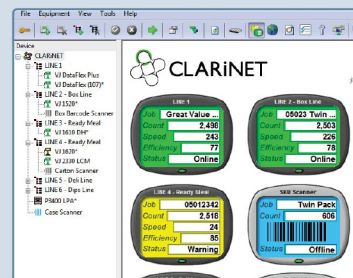 File Equipment View Tools Help
Device
CLARiNET
LINE 1
VJ DataFlex Plus
VJ DataFlex (107)*
LINE 2 - Box Line
VJ 1520*
Box Barcode Scanner
LINE 3 - Ready Meal
VJ 1610 DH*
LINE 4 - Ready Meal
VJ 1620*
VJ 2330 LCM
Carton Scanner
LINE 5 - Deli Line
LINE 6 - Dips Line
P3400 LPA*
Case Scanner
CLARiNET
LINE 1
Job Great Value ...
Count 2,496
Speed 243
Efficiency 77
Status Online
LINE 2 - Box Line
Job 05023 Twin ...
Count 2,503
Speed 226
Efficiency 78
Status Online
LINE 4 - Ready Meal
Job 05012342
Count 2,516
Speed 24
Efficiency 85
Status Warning
SKU Scanner
Job Twin Pack
Count 606
Status Offline